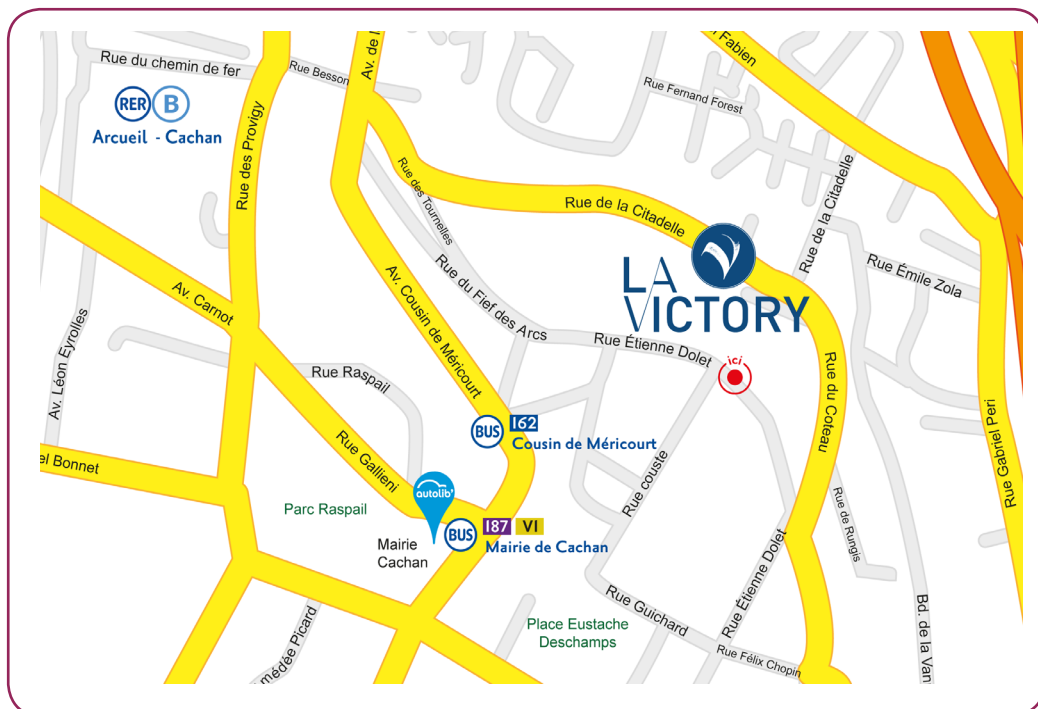 Rue du chemin de fer
Rue Besson
Av. de
Fabien
RER B
Arcueil - Cachan
Rue des Provigy
Rue Fernand Forest
Rue des Tournelles
Rue de la Citadelle
Rue de la Citadelle
Rue du Fief des Arcs
Av. Cousin de Méricourt
LA
VICTORY
Rue Émile Zola
Av. Carnot
Rue Étienne Dolet
ici
Av. Léon Eyrolles
Rue Raspail
Rue du Coteau
Rue Gabriel Peri
BUS 162
Cousin de Méricourt
el Bonnet
Rue Gallieni
autolib'
Rue couste
Parc Raspail
BUS 187 V1
Mairie de Cachan
Mairie
Cachan
Rue de Rungis
Rue Étienne Dolet
Rue Guichard
Bd. de la Van
médée Picard
Place Eustache
Deschamps
Rue Félix Chopin